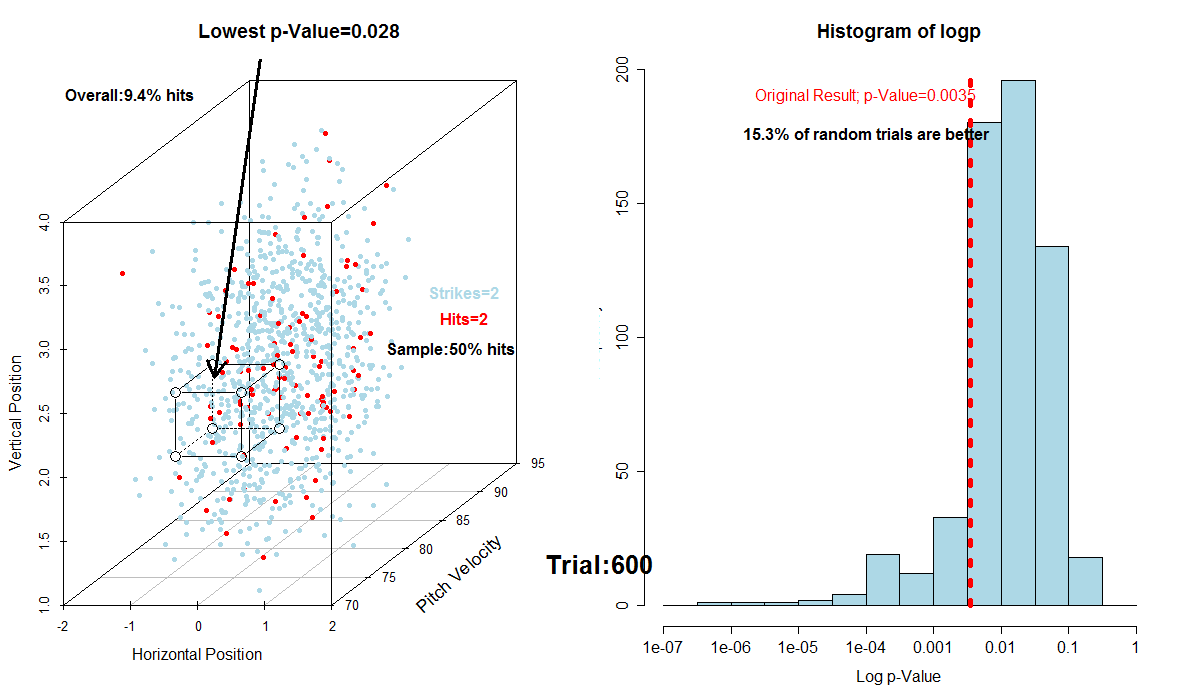 Lowest p-Value=0.028
Overall:9.4% hits
Strikes=2
Hits=2
Sample:50% hits
Vertical Position
4.0
3.5
3.0
2.5
2.0
1.5
1.0
-2
-1
0
1
2
Horizontal Position
70
75
80
85
90
95
Pitch Velocity
Trial:600
Histogram of logp
Original Result; p-Value=0.0035
15.3% of random trials are better
200
150
100
50
0
1e-07
1e-06
1e-05
1e-04
0.001
0.01
0.1
1
Log p-Value